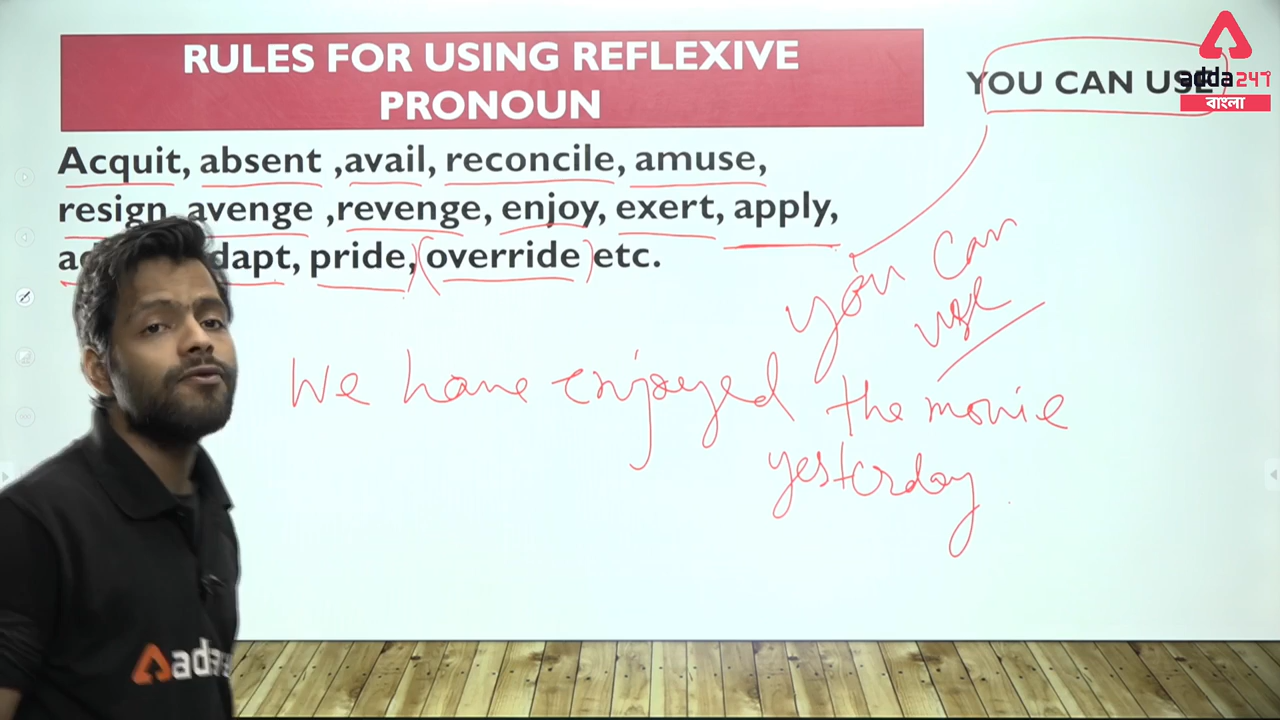 RULES FOR USING REFLEXIVE
PRONOUN
YOU CAN USE
adda247
বাংলা
Acquit, absent ,avail, reconcile, amuse,
resign, avenge ,revenge, enjoy, exert, apply,
pride, override etc.
you can
use
We have enjoyed the movie
yesterday
adda